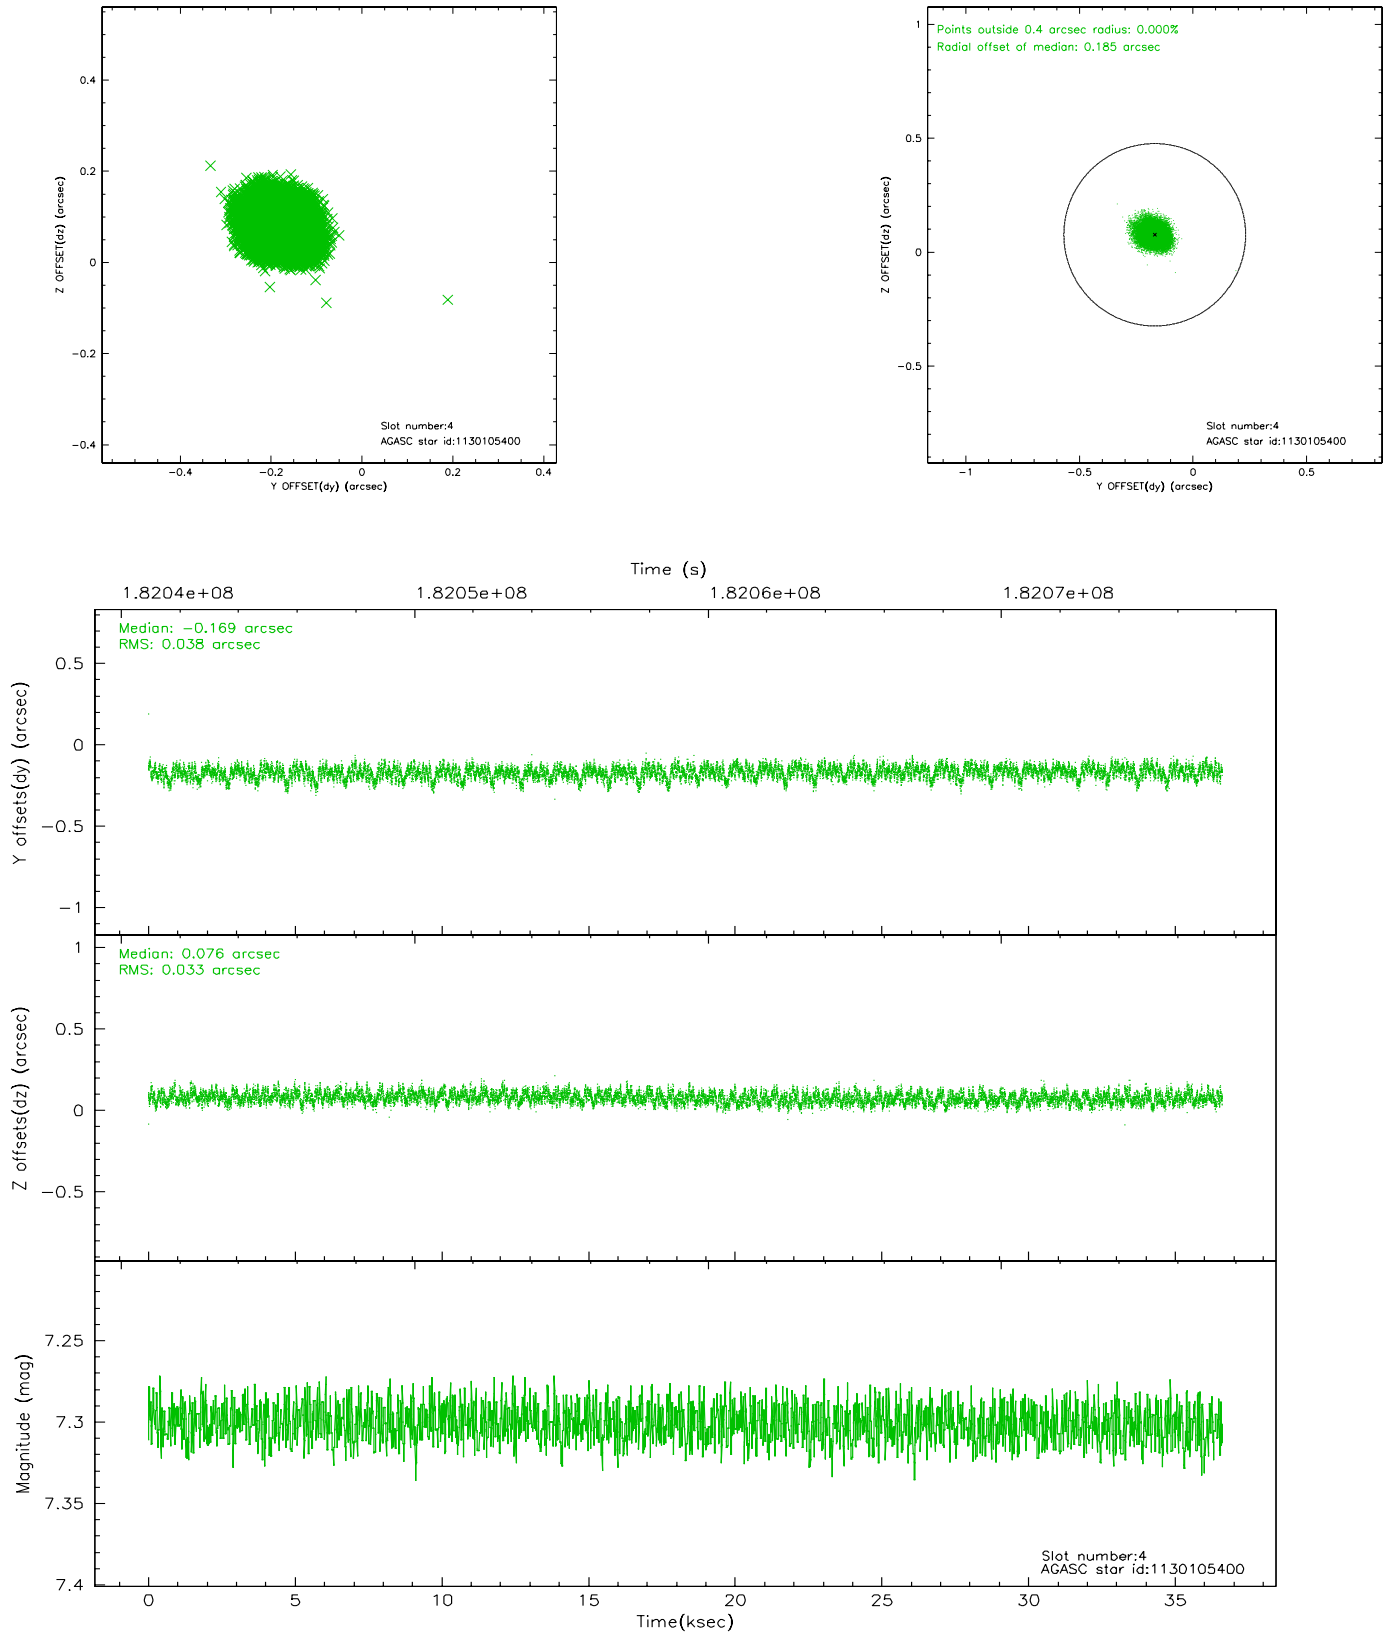 0.4
0.2
0
−0.2
−0.4
Z OFFSET(dz) (arcsec)
−0.4 −0.2 0 0.2 0.4
Y OFFSET(dy) (arcsec)
Slot number:4
AGASC star id:1130105400
Points outside 0.4 arcsec radius: 0.000%
Radial offset of median: 0.185 arcsec
1
0.5
0
−0.5
Z OFFSET(dz) (arcsec)
−1 −0.5 0 0.5
Y OFFSET(dy) (arcsec)
Slot number:4
AGASC star id:1130105400
Time (s)
1.8204e+08 1.8205e+08 1.8206e+08 1.8207e+08
Median: −0.169 arcsec
RMS: 0.038 arcsec
0.5
0
−0.5
−1
Y offsets(dy) (arcsec)
Median: 0.076 arcsec
RMS: 0.033 arcsec
1
0.5
0
−0.5
Z offsets(dz) (arcsec)
7.25
7.3
7.35
7.4
Magnitude (mag)
Slot number:4
AGASC star id:1130105400
0 5 10 15 20 25 30 35
Time(ksec)